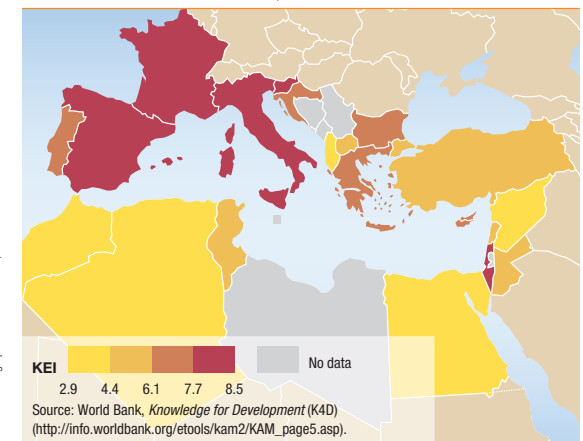 KEI
No data
2.9 4.4 6.1 7.7 8.5
Source: World Bank, Knowledge for Development (K4D)
(http://info.worldbank.org/etools/kam2/KAM_page5.asp).